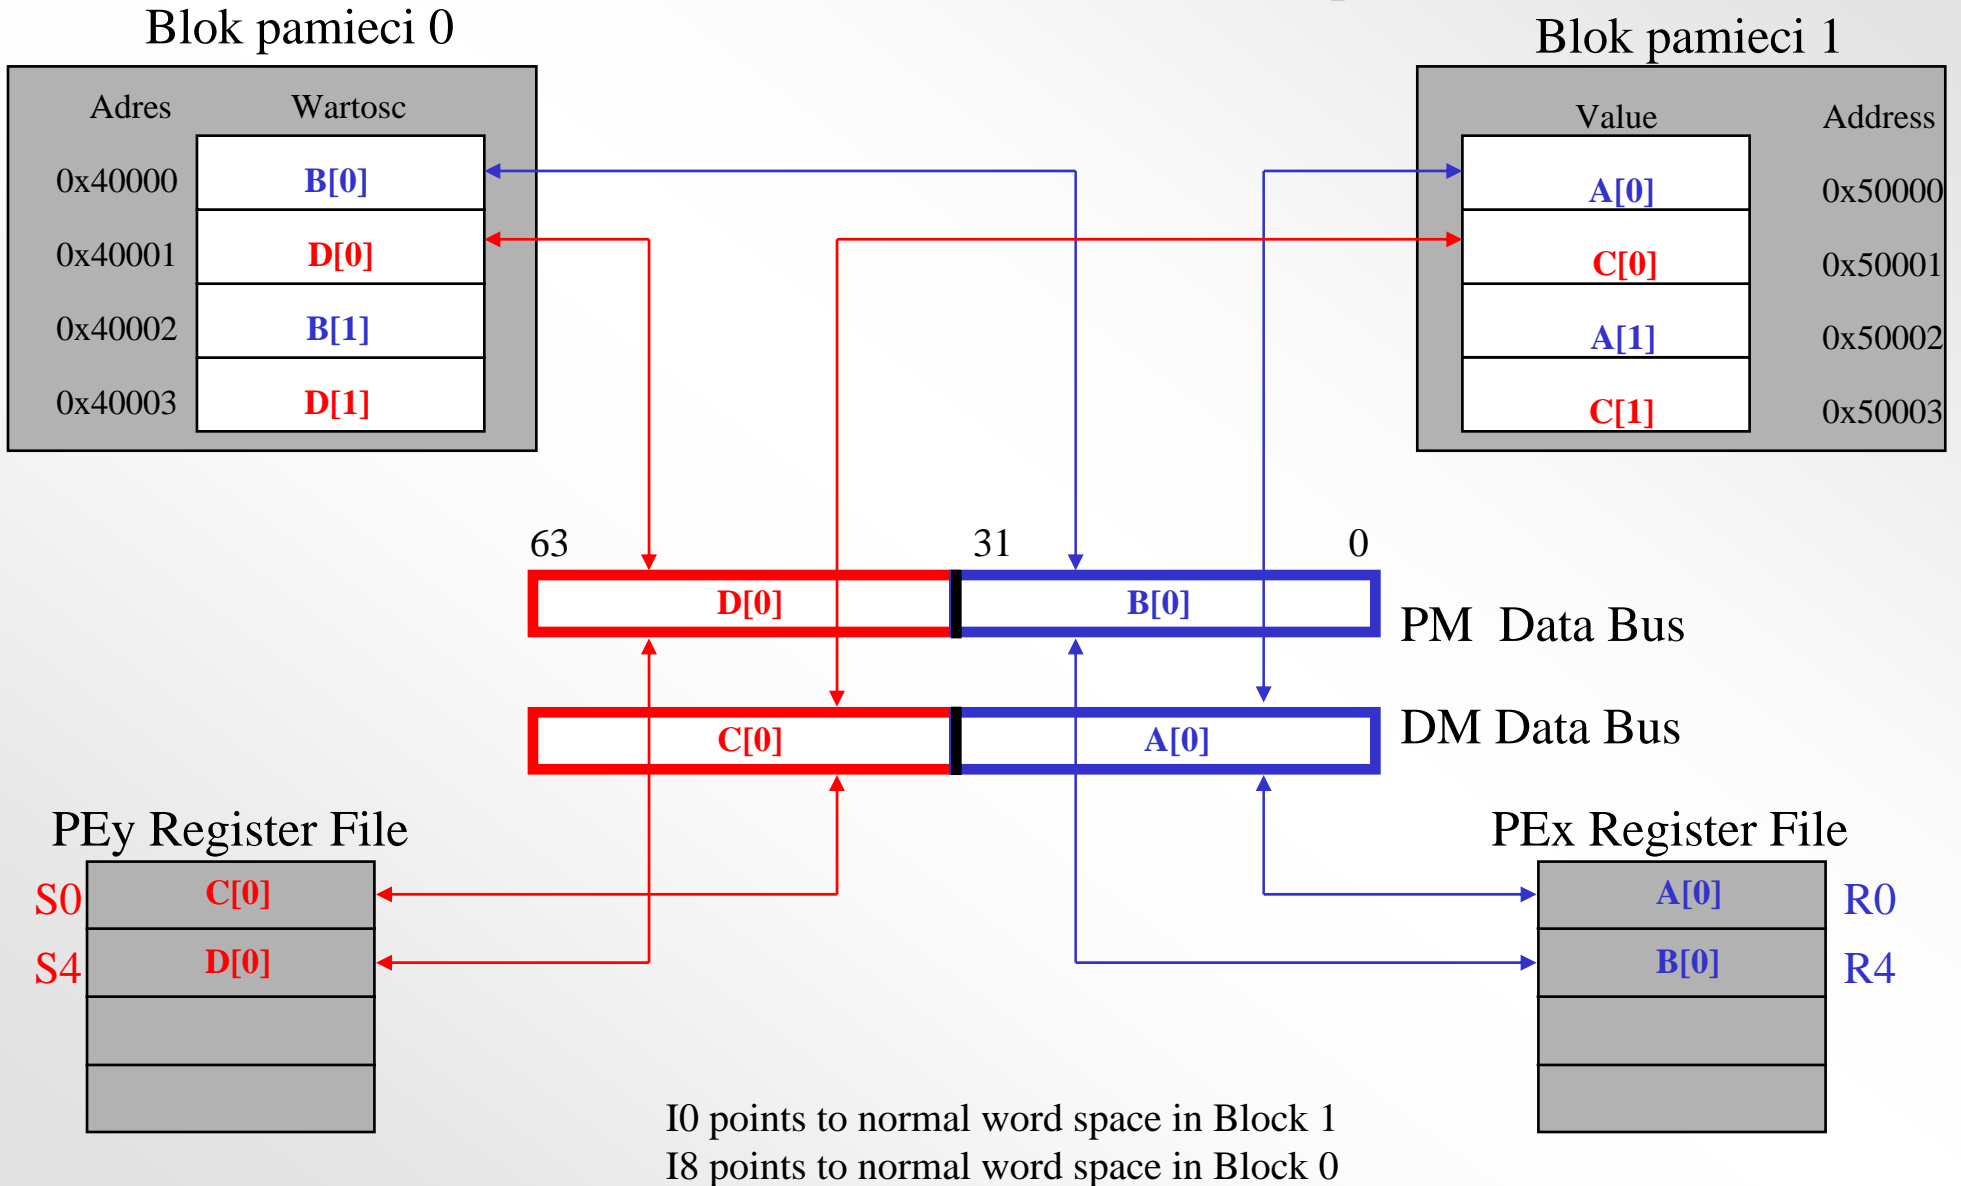 Blok pamieci 0
Adres Wartosc
0x40000 B[0]
0x40001 D[0]
0x40002 B[1]
0x40003 D[1]
Blok pamieci 1
Value Address
A[0] 0x50000
C[0] 0x50001
A[1] 0x50002
C[1] 0x50003
63 31 0
D[0] B[0]
PM Data Bus
C[0] A[0]
DM Data Bus
PEy Register File
S0 C[0]
S4 D[0]
PEx Register File
A[0] R0
B[0] R4
I0 points to normal word space in Block 1
I8 points to normal word space in Block 0